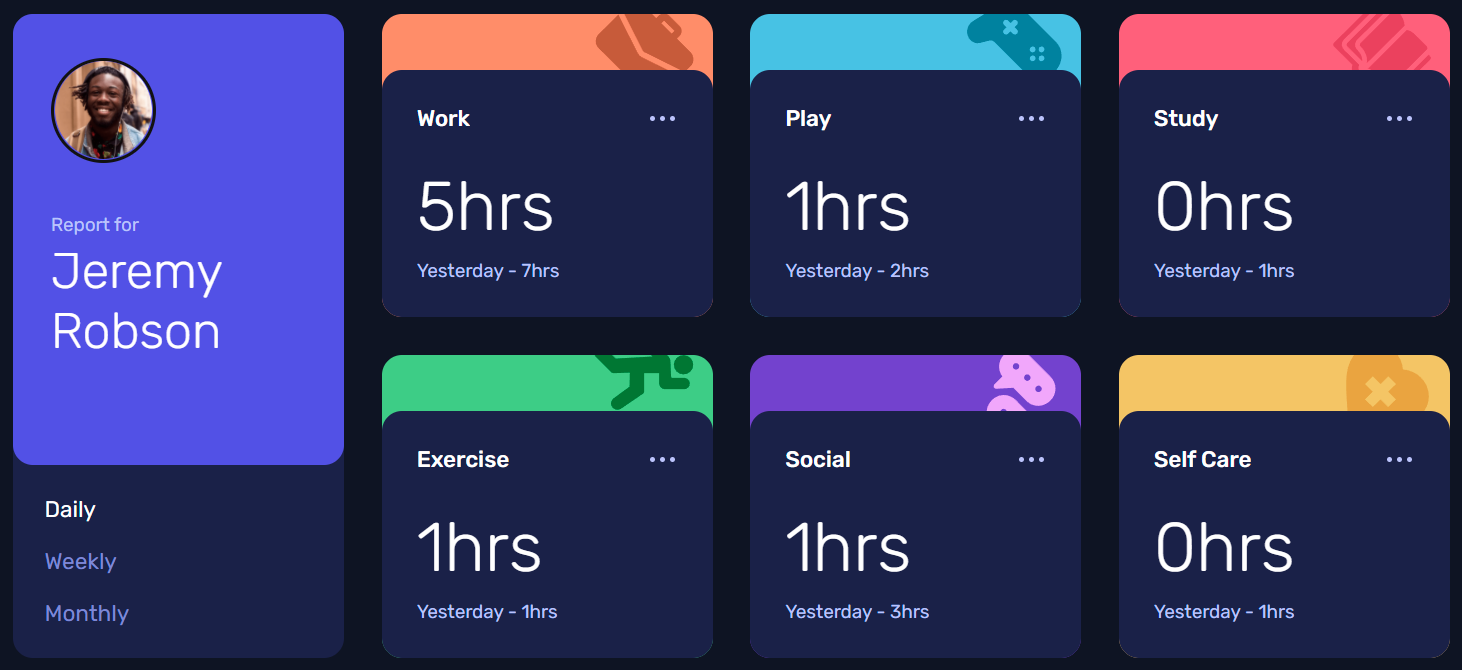 Report for
Jeremy
Robson
Daily
Weekly
Monthly
Work
5hrs
Yesterday - 7hrs
Play
1hrs
Yesterday - 2hrs
Study
0hrs
Yesterday - 1hrs
Exercise
1hrs
Yesterday - 1hrs
Social
1hrs
Yesterday - 3hrs
Self Care
0hrs
Yesterday - 1hrs